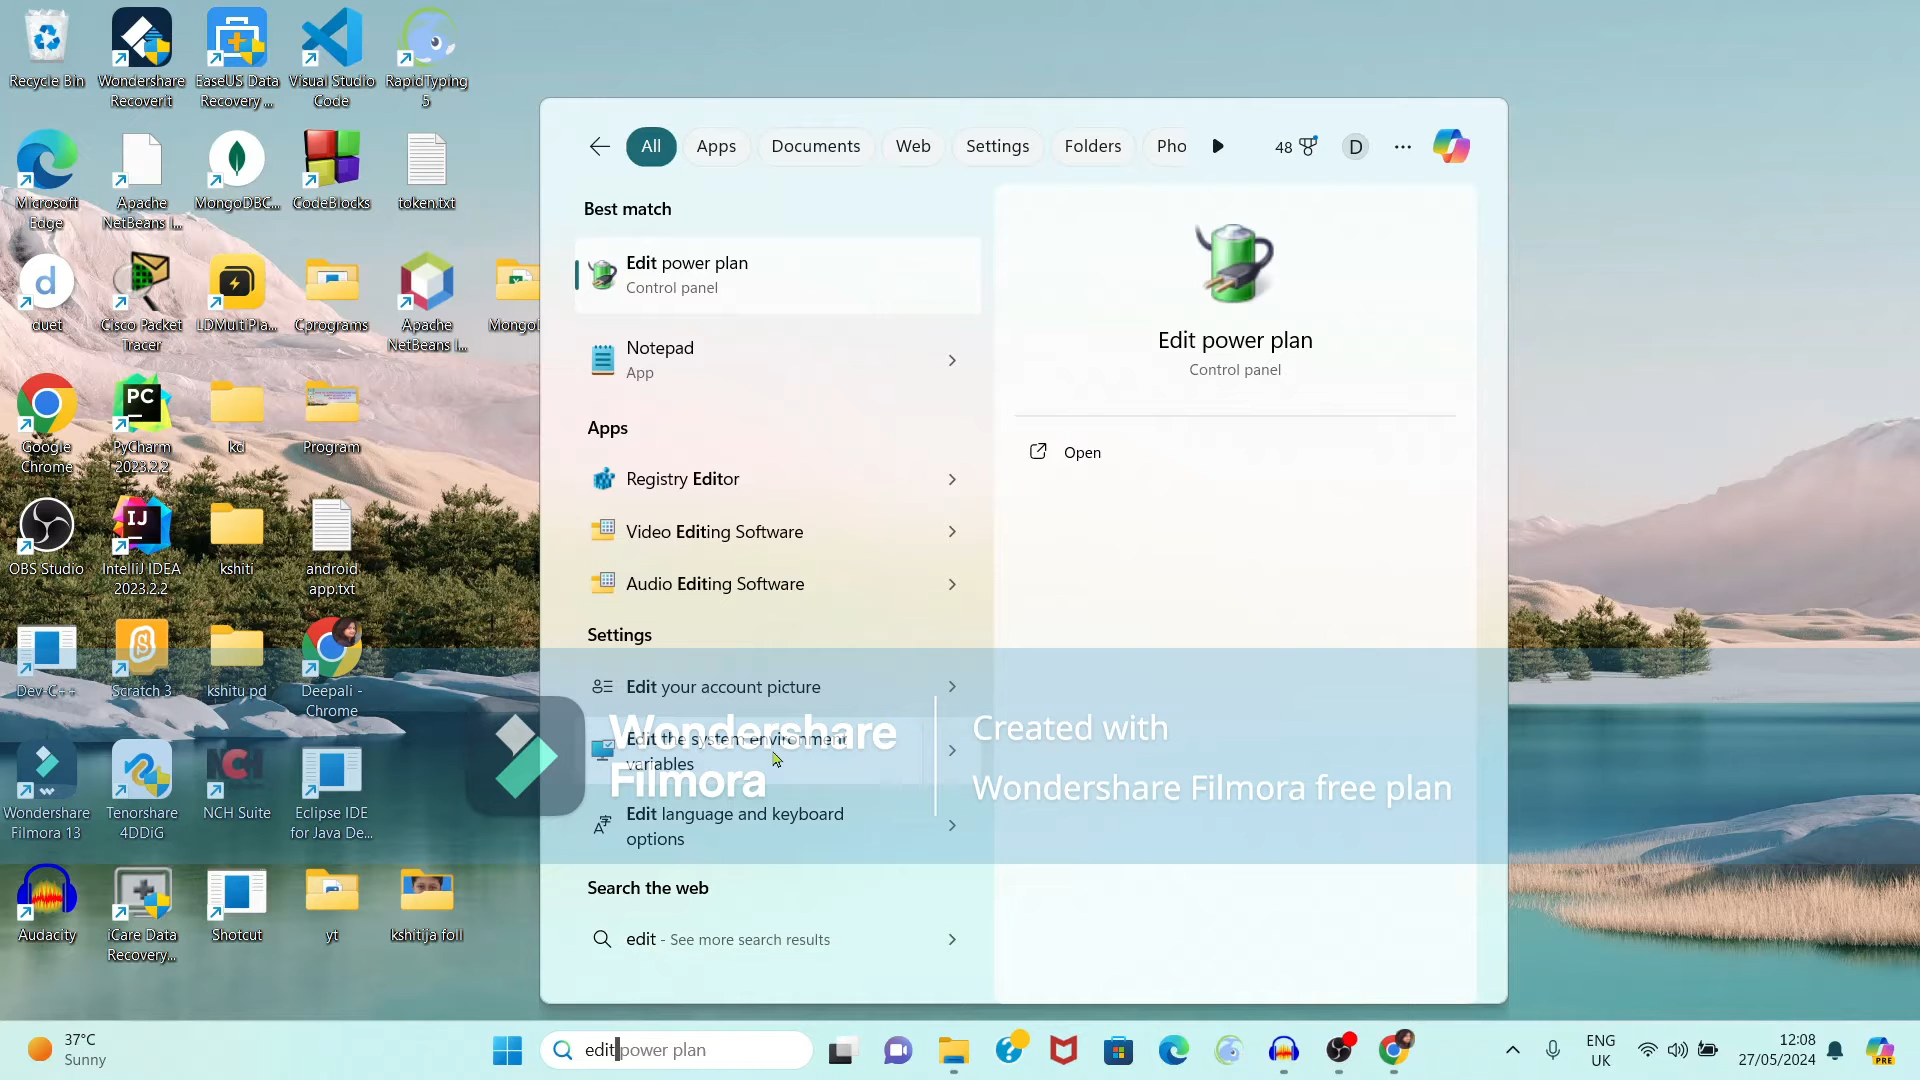 Recycle Bin
Wondershare
Recoverit
EaseUS Data
Recovery ...
Visual Studio
Code
RapidTyping
5
Microsoft
Edge
Apache
NetBeans I...
MongoDBC...
CodeBlocks
token.txt
d
duet
Cisco Packet
Tracer
LDMultiPla...
Cprograms
Apache
NetBeans I...
Google
Chrome
PC
PyCharm
2023.2.2
kd
Program
OBS Studio
IJ
IntelliJ IDEA
2023.2.2
kshiti
android
app.txt
Dev-C++
Scratch 3
kshitu pd
Deepali -
Chrome
Wondershare
Filmora 13
Tenorshare
4DDiG
NCH
NCH Suite
Eclipse IDE
for Java De...
Audacity
iCare Data
Recovery...
Shotcut
yt
kshitija foll
All
Apps
Documents
Web
Settings
Folders
Pho
48
D
...
Best match
Edit power plan
Control panel
Notepad
App
Apps
Registry Editor
Video Editing Software
Audio Editing Software
Settings
Edit your account picture
Edit the system environment
variables
Edit language and keyboard
options
Search the web
edit - See more search results
Edit power plan
Control panel
Open
Wondershare
Filmora
Created with
Wondershare Filmora free plan
37°C
Sunny
edit power plan
ENG
UK
12:08
27/05/2024
PRE